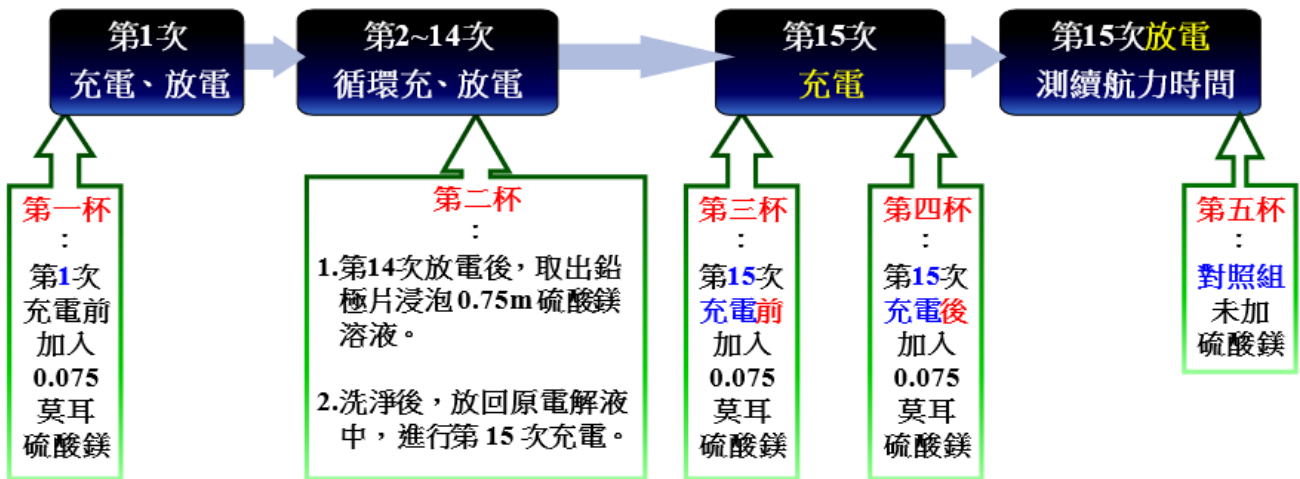 第1次
充電、放電
第2~14次
循環充、放電
第15次
充電
第15次放電
測續航力時間
第一杯
：
第1次
充電前
加入
0.075
莫耳
硫酸鎂
第二杯
：
1.第14次放電後，取出鉛
極片浸泡0.75m硫酸鎂
溶液。
2.洗淨後，放回原電解液
中，進行第15次充電。
第三杯
：
第15次
充電前
加入
0.075
莫耳
硫酸鎂
第四杯
：
第15次
充電後
加入
0.075
莫耳
硫酸鎂
第五杯
：
對照組
未加
硫酸鎂